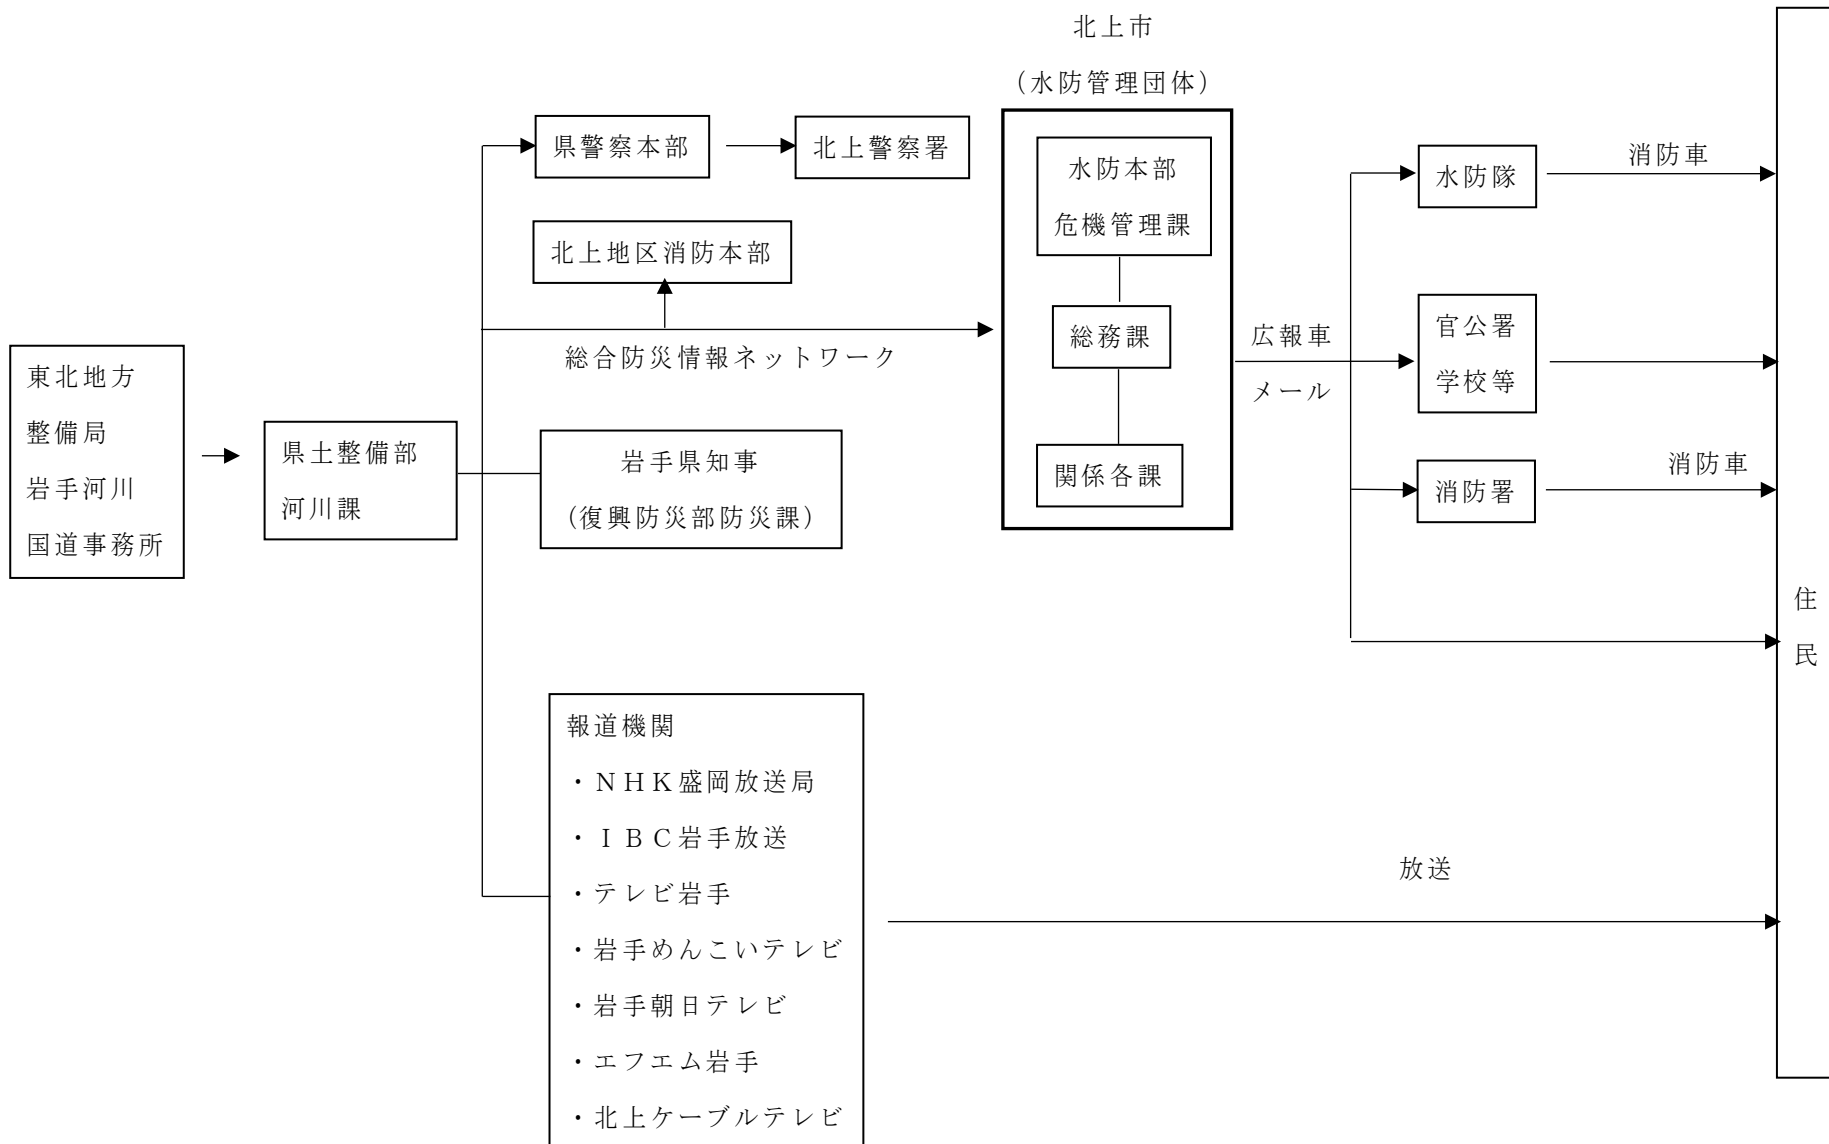 北上市
（水防管理団体）
県警察本部
北上警察署
北上地区消防本部
総合防災情報ネットワーク
東北地方
整備局
岩手河川
国道事務所
県土整備部
河川課
岩手県知事
（復興防災部防災課）
水防本部
危機管理課
総務課
関係各課
広報車
メール
水防隊
消防車
官公署
学校等
消防署
消防車
住
民
報道機関
・ＮＨＫ盛岡放送局
・ＩＢＣ岩手放送
・テレビ岩手
・岩手めんこいテレビ
・岩手朝日テレビ
・エフエム岩手
・北上ケーブルテレビ
放送